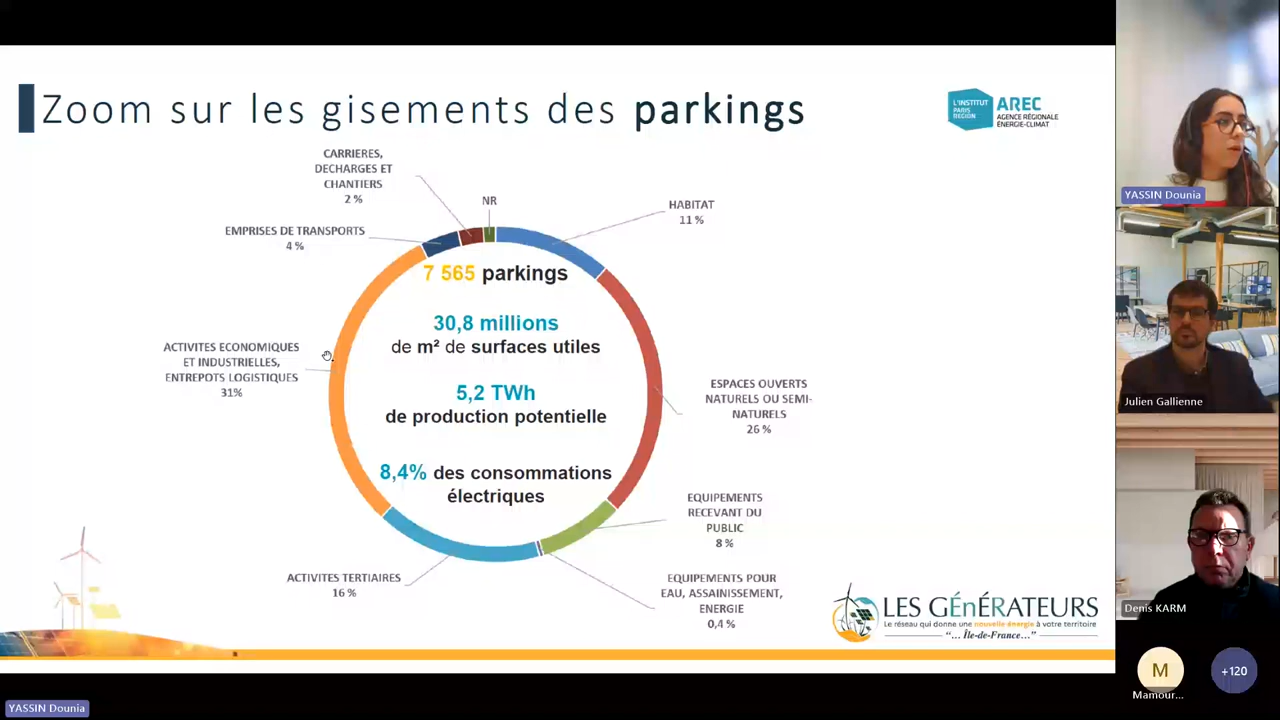 Zoom sur les gisements des parkings
L'INSTITUT
PARIS
REGION
AREC
AGENCE RÉGIONALE
ÉNERGIE-CLIMAT
CARRIERES,
DECHARGES ET
CHANTIERS
2 %
NR
HABITAT
11 %
EMPRISES DE TRANSPORTS
4 %
7 565 parkings
30,8 millions
de m² de surfaces utiles
5,2 TWh
de production potentielle
8,4% des consommations
électriques
ACTIVITES ECONOMIQUES
ET INDUSTRIELLES,
ENTREPOTS LOGISTIQUES
31%
ESPACES OUVERTS
NATURELS OU SEMI-
NATURELS
26 %
EQUIPEMENTS
RECEVANT DU
PUBLIC
8 %
ACTIVITES TERTIAIRES
16 %
EQUIPEMENTS POUR
EAU, ASSAINISSEMENT,
ENERGIE
0,4 %
LES GÉnÉRATEURS
Le réseau qui donne une nouvelle énergie à votre territoire
“... Île-de-France...”
YASSIN Dounia
YASSIN Dounia
Julien Gallienne
Denis KARM
M
Mamour...
+120